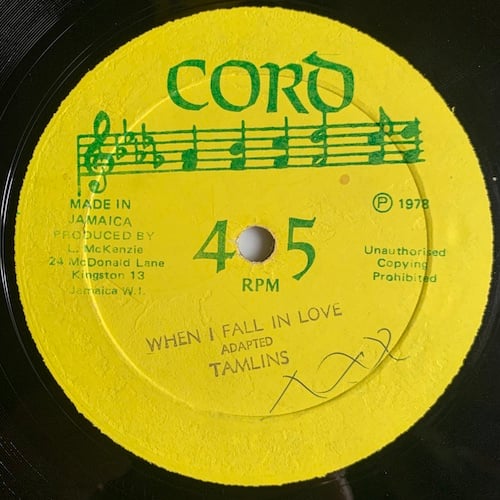 CORD
MADE IN
JAMAICA
PRODUCED BY
L. McKenzie
24 McDonald Lane
Kingston 13
Jamaica W.I.
Ⓟ 1978
Unauthorised
Copying
Prohibited
45
RPM
WHEN I FALL IN LOVE
ADAPTED
TAMLINS
XXX